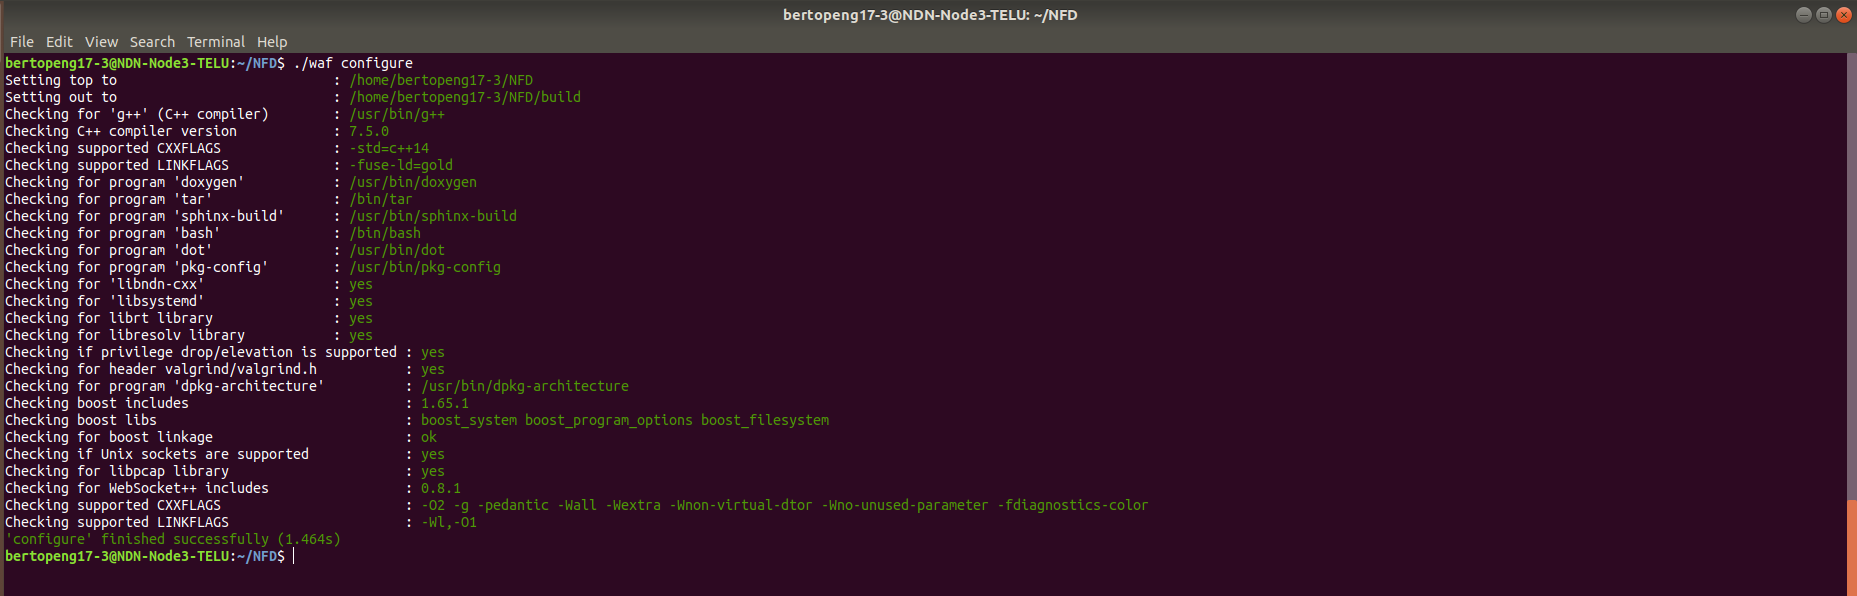 bertopeng17-3@NDN-Node3-TELU: ~/NFD
File Edit View Search Terminal Help
bertopeng17-3@NDN-Node3-TELU:~/NFD$ ./waf configure
Setting top to : /home/bertopeng17-3/NFD
Setting out to : /home/bertopeng17-3/NFD/build
Checking for 'g++' (C++ compiler) : /usr/bin/g++
Checking C++ compiler version : 7.5.0
Checking supported CXXFLAGS : -std=c++14
Checking supported LINKFLAGS : -fuse-ld=gold
Checking for program 'doxygen' : /usr/bin/doxygen
Checking for program 'tar' : /bin/tar
Checking for program 'sphinx-build' : /usr/bin/sphinx-build
Checking for program 'bash' : /bin/bash
Checking for program 'dot' : /usr/bin/dot
Checking for program 'pkg-config' : /usr/bin/pkg-config
Checking for 'libndn-cxx' : yes
Checking for 'libsystemd' : yes
Checking for librt library : yes
Checking for libresolv library : yes
Checking if privilege drop/elevation is supported : yes
Checking for header valgrind/valgrind.h : yes
Checking for program 'dpkg-architecture' : /usr/bin/dpkg-architecture
Checking boost includes : 1.65.1
Checking boost libs : boost_system boost_program_options boost_filesystem
Checking for boost linkage : ok
Checking if Unix sockets are supported : yes
Checking for libpcap library : yes
Checking for WebSocket++ includes : 0.8.1
Checking supported CXXFLAGS : -O2 -g -pedantic -Wall -Wextra -Wnon-virtual-dtor -Wno-unused-parameter -fdiagnostics-color
Checking supported LINKFLAGS : -Wl,-O1
'configure' finished successfully (1.464s)
bertopeng17-3@NDN-Node3-TELU:~/NFD$